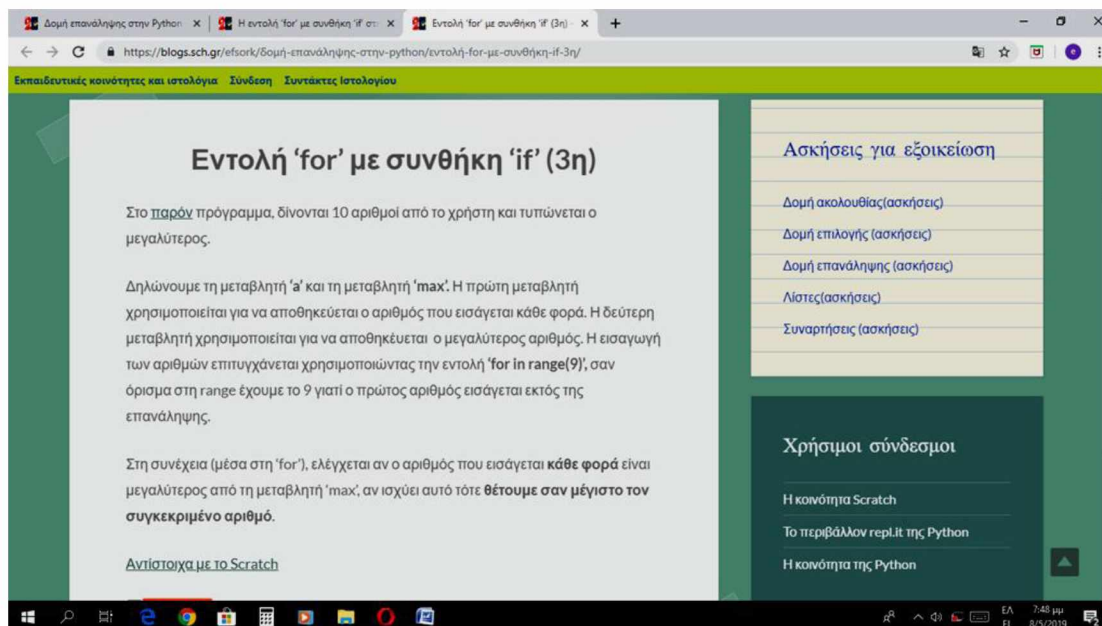 Δομή επανάληψης στην Python
Η εντολή 'for' με συνθήκη 'if' στ
Εντολή 'for' με συνθήκη 'if' (3η) -
https://blogs.sch.gr/efsork/δομή-επανάληψης-στην-python/εντολή-for-με-συνθήκη-if-3η/
e
Εκπαιδευτικές κοινότητες και ιστολόγια Σύνδεση Συντάκτες Ιστολογίου
Εντολή 'for' με συνθήκη 'if' (3η)
Στο παρόν πρόγραμμα, δίνονται 10 αριθμοί από το χρήστη και τυπώνεται ο
μεγαλύτερος.
Δηλώνουμε τη μεταβλητή 'a' και τη μεταβλητή 'max'. Η πρώτη μεταβλητή
χρησιμοποιείται για να αποθηκεύεται ο αριθμός που εισάγεται κάθε φορά. Η δεύτερη
μεταβλητή χρησιμοποιείται για να αποθηκέυεται ο μεγαλύτερος αριθμός. Η εισαγωγή
των αριθμών επιτυγχάνεται χρησιμοποιώντας την εντολή 'for in range(9)', σαν
όρισμα στη range έχουμε το 9 γιατί ο πρώτος αριθμός εισάγεται εκτός της
επανάληψης.
Στη συνέχεια (μέσα στη 'for'), ελέγχεται αν ο αριθμός που εισάγεται κάθε φορά είναι
μεγαλύτερος από τη μεταβλητή 'max', αν ισχύει αυτό τότε θέτουμε σαν μέγιστο τον
συγκεκριμένο αριθμό.
Αντίστοιχα με το Scratch
Ασκήσεις για εξοικείωση
Δομή ακολουθίας(ασκήσεις)
Δομή επιλογής (ασκήσεις)
Δομή επανάληψης (ασκήσεις)
Λίστες(ασκήσεις)
Συναρτήσεις (ασκήσεις)
Χρήσιμοι σύνδεσμοι
Η κοινότητα Scratch
Το περιβάλλον repl.it της Python
Η κοινότητα της Python
ΕΛ 7:48 μμ
EL 8/5/2019